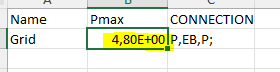 A B C
Name Pmax CONNECTION
Grid 4,80E+00 P,EB,P;